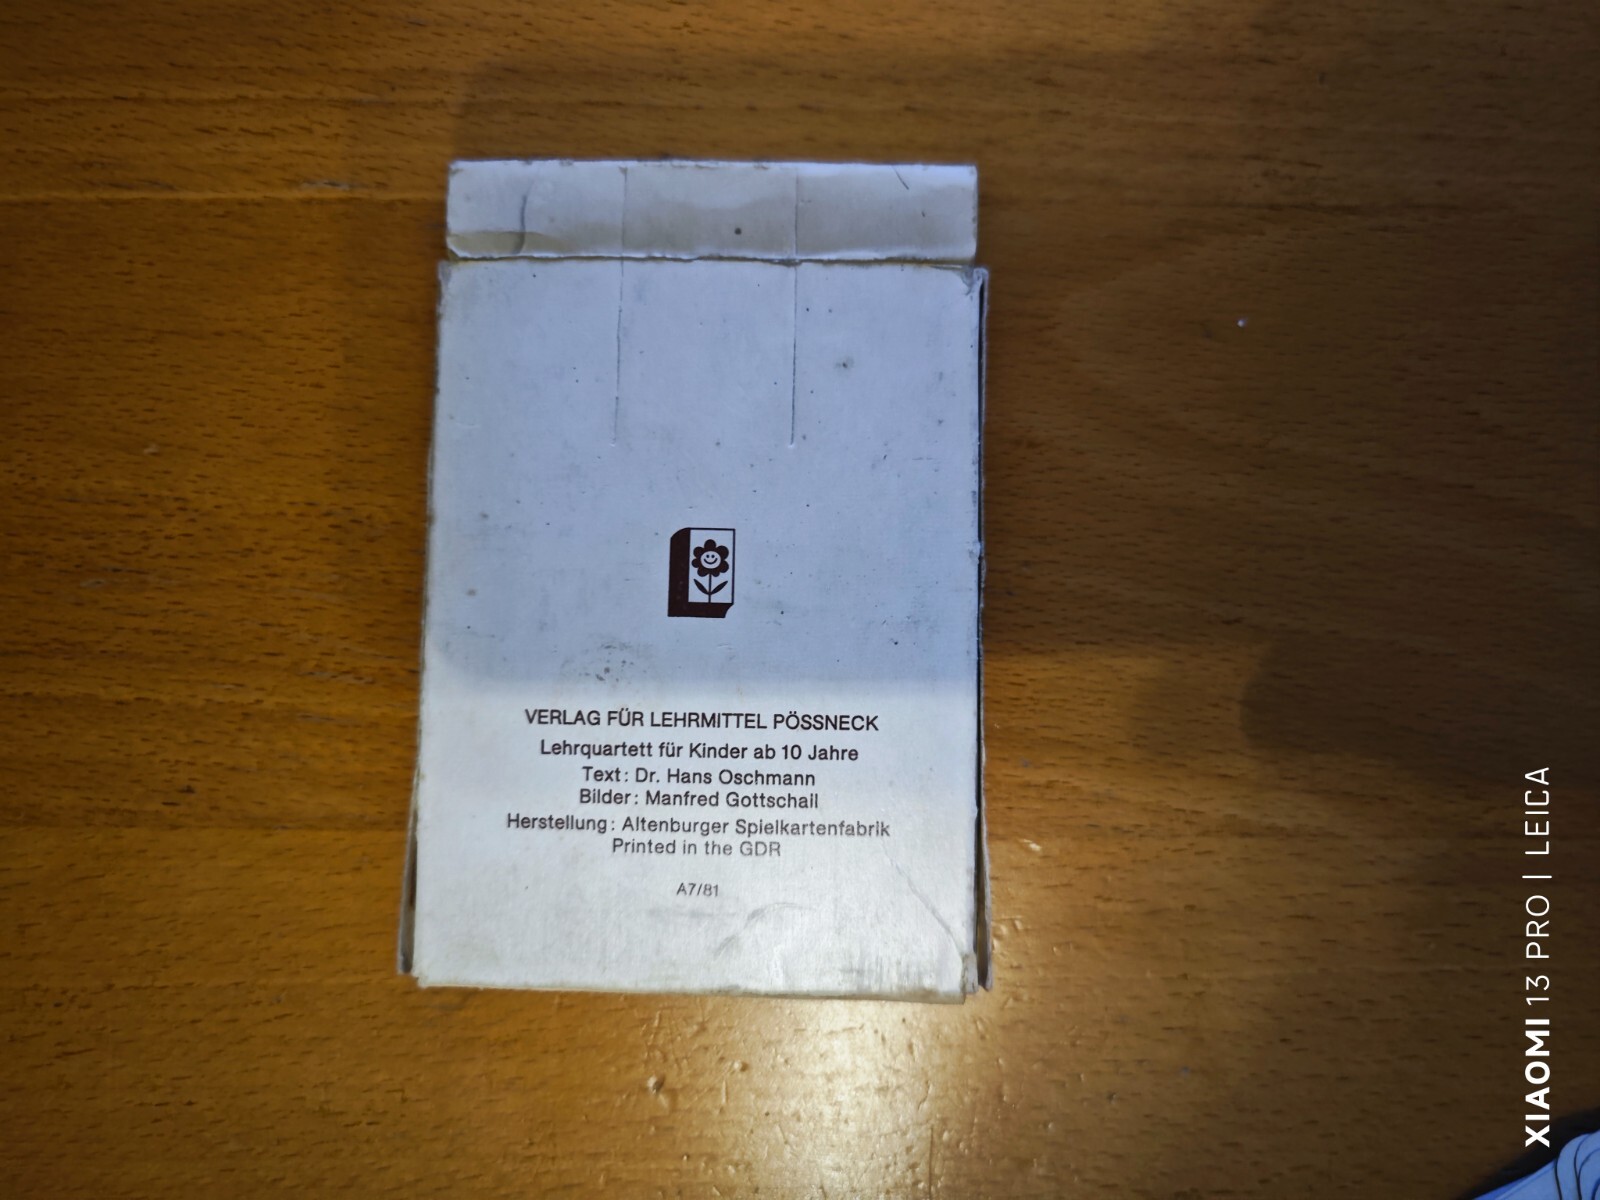 VERLAG FÜR LEHRMITTEL PÖSSNECK
Lehrquartett für Kinder ab 10 Jahre
Text: Dr. Hans Oschmann
Bilder: Manfred Gottschall
Herstellung: Altenburger Spielkartenfabrik
Printed in the GDR
A7/81
XIAOMI 13 PRO | LEICA